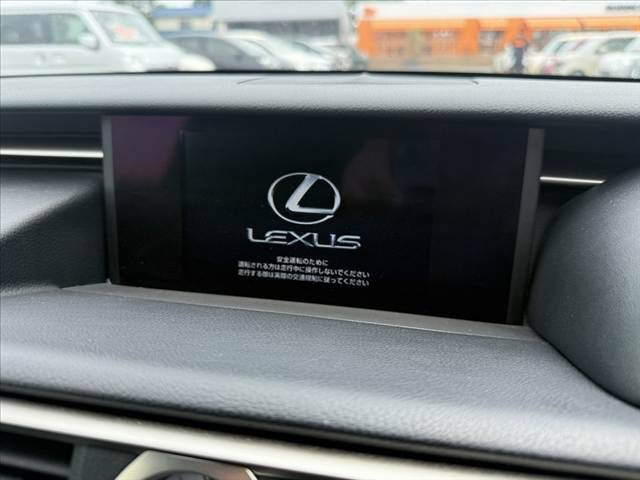 LEXUS
安全運転のために
運転される方は走行中に操作しないでください
走行する際は実際の交通規制に従ってください